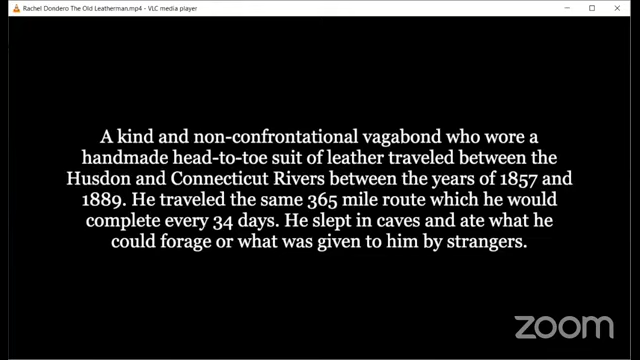 Rachel Dondero The Old Leatherman.mp4 - VLC media player
A kind and non-confrontational vagabond who wore a
handmade head-to-toe suit of leather traveled between the
Husdon and Connecticut Rivers between the years of 1857 and
1889. He traveled the same 365 mile route which he would
complete every 34 days. He slept in caves and ate what he
could forage or what was given to him by strangers.
zoom